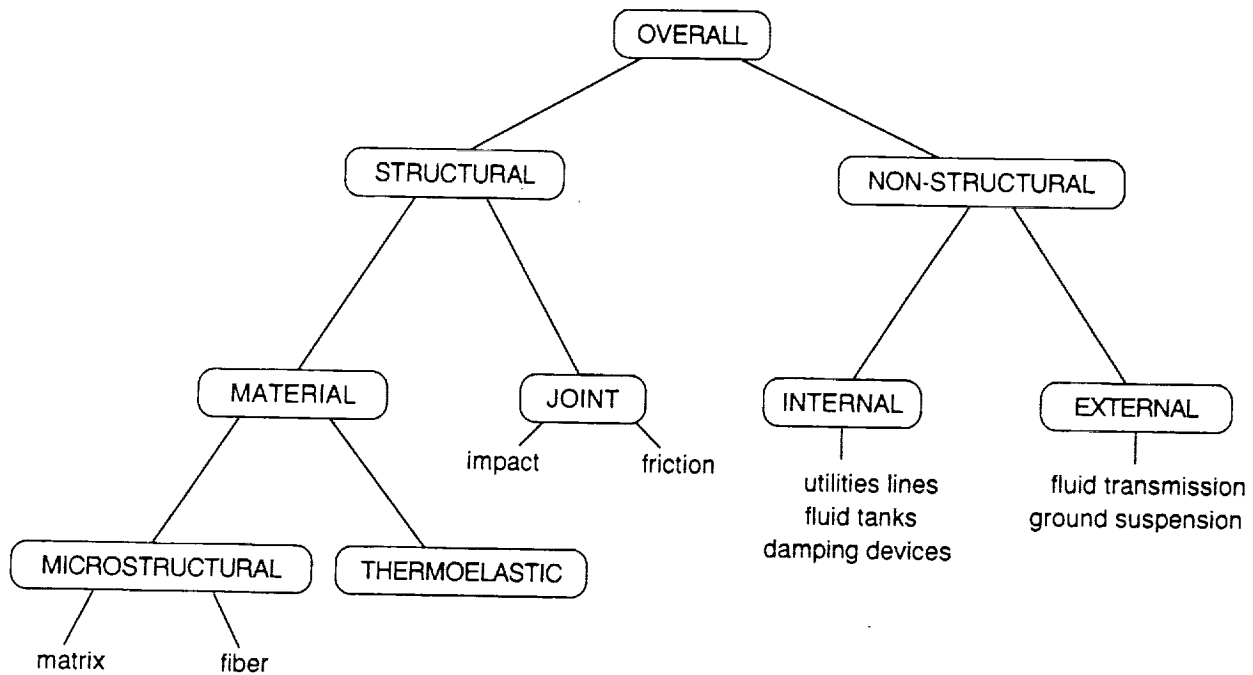 OVERALL
STRUCTURAL
NON-STRUCTURAL
MATERIAL
JOINT
INTERNAL
EXTERNAL
impact
friction
utilities lines
fluid tanks
damping devices
fluid transmission
ground suspension
MICROSTRUCTURAL
THERMOELASTIC
matrix
fiber